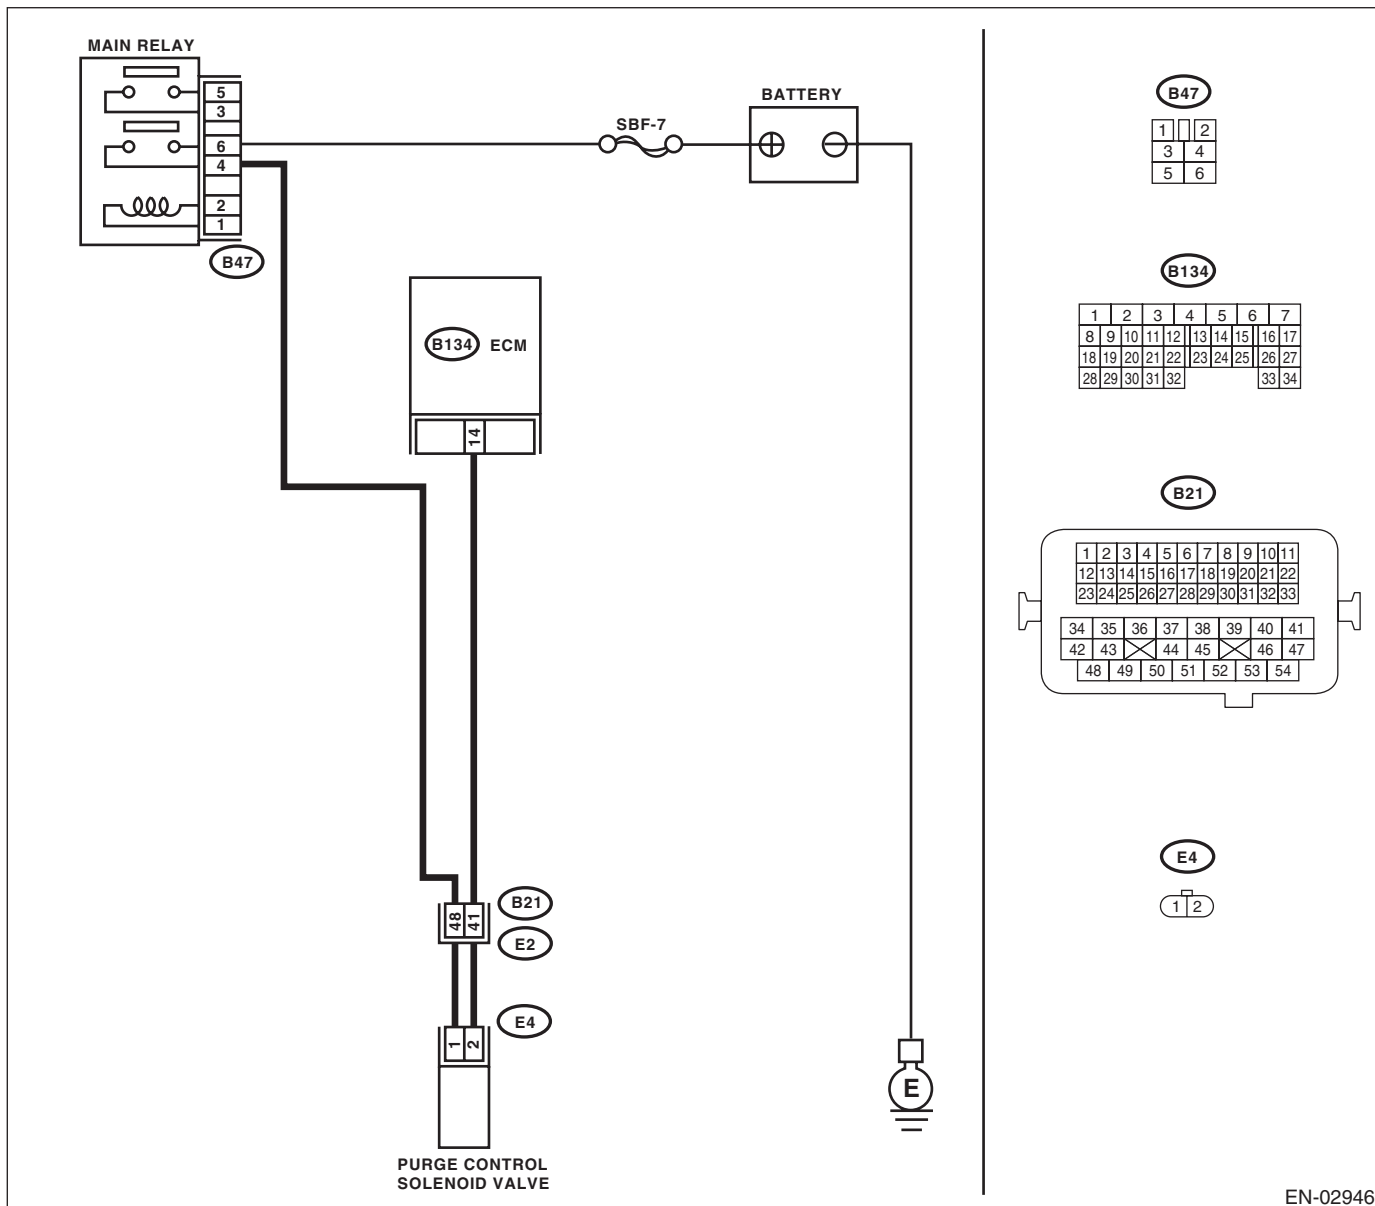 MAIN RELAY
5
3
6
4
2
1
B47
SBF-7
BATTERY
B134 ECM
14
48 41
B21
E2
E4
1 2
PURGE CONTROL
SOLENOID VALVE
E
B47
1 2
3 4
5 6
B134
1 2 3 4 5 6 7
8 9 10 11 12 13 14 15 16 17
18 19 20 21 22 23 24 25 26 27
28 29 30 31 32 33 34
B21
1 2 3 4 5 6 7 8 9 10 11
12 13 14 15 16 17 18 19 20 21 22
23 24 25 26 27 28 29 30 31 32 33
34 35 36 37 38 39 40 41
42 43 44 45 46 47
48 49 50 51 52 53 54
E4
1 2
EN-02946